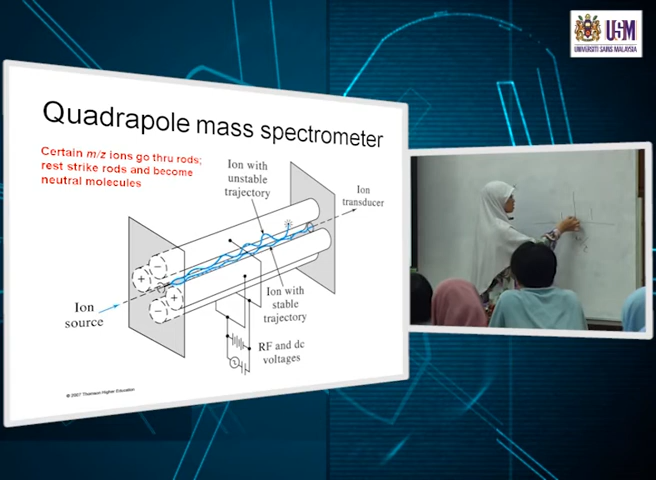 USM
UNIVERSITI SAINS MALAYSIA
Quadrapole mass spectrometer
Certain m/z ions go thru rods;
rest strike rods and become
neutral molecules
Ion with
unstable
trajectory
Ion
transducer
+
−
+
−
Ion
source
Ion with
stable
trajectory
RF and dc
voltages
© 2007 Thomson Higher Education